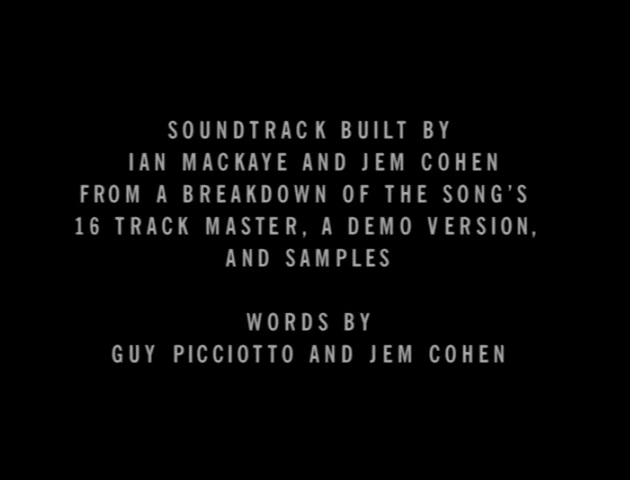 SOUNDTRACK BUILT BY
IAN MACKAYE AND JEM COHEN
FROM A BREAKDOWN OF THE SONG'S
16 TRACK MASTER, A DEMO VERSION,
AND SAMPLES
WORDS BY
GUY PICCIOTTO AND JEM COHEN